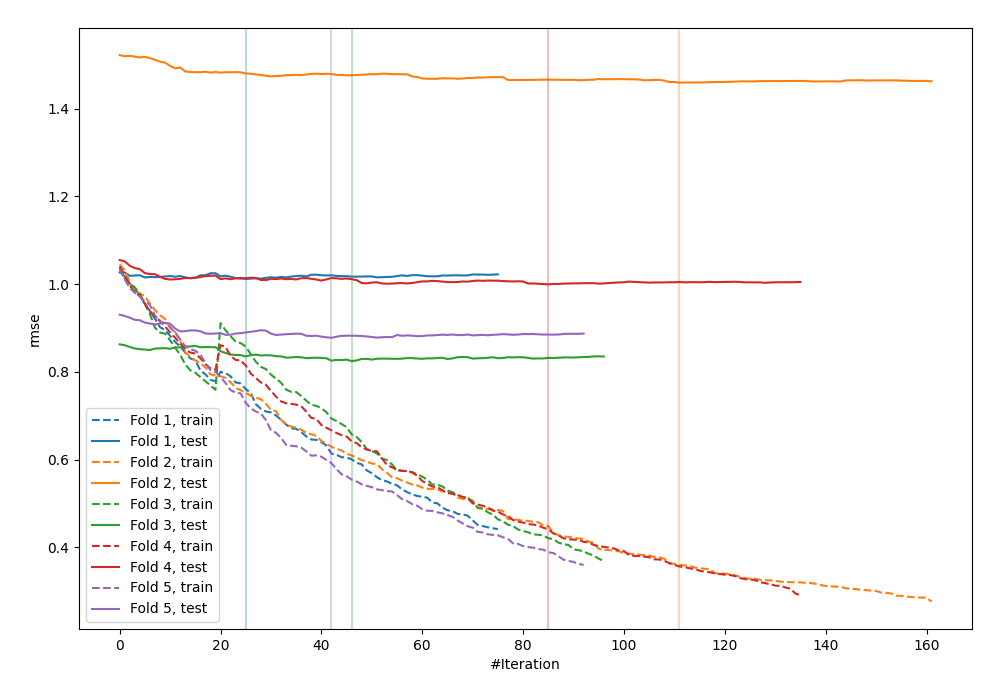 1.4
1.2
1.0
0.8
0.6
0.4
rmse
Fold 1, train
Fold 1, test
Fold 2, train
Fold 2, test
Fold 3, train
Fold 3, test
Fold 4, train
Fold 4, test
Fold 5, train
Fold 5, test
0 20 40 60 80 100 120 140 160
#Iteration